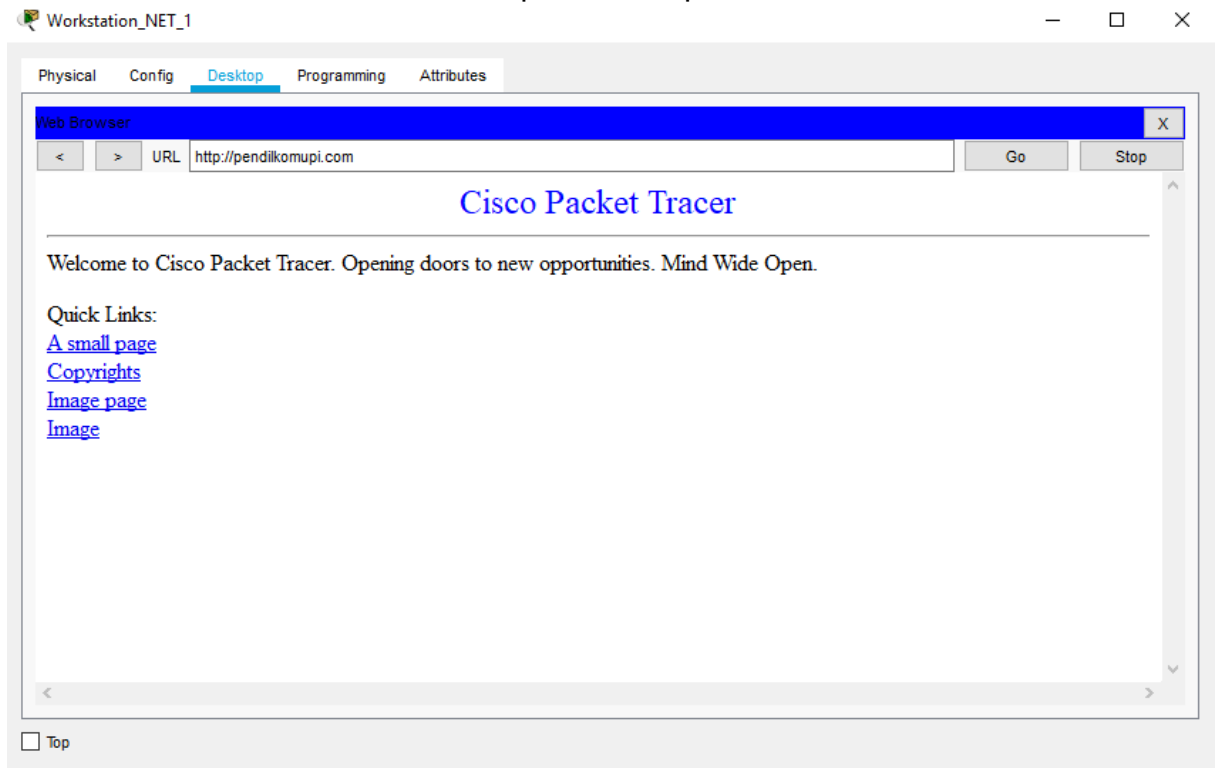 Workstation_NET_1
Physical Config Desktop Programming Attributes
Web Browser X
< > URL http://pendilkomupi.com Go Stop
Cisco Packet Tracer
Welcome to Cisco Packet Tracer. Opening doors to new opportunities. Mind Wide Open.
Quick Links:
A small page
Copyrights
Image page
Image
Top